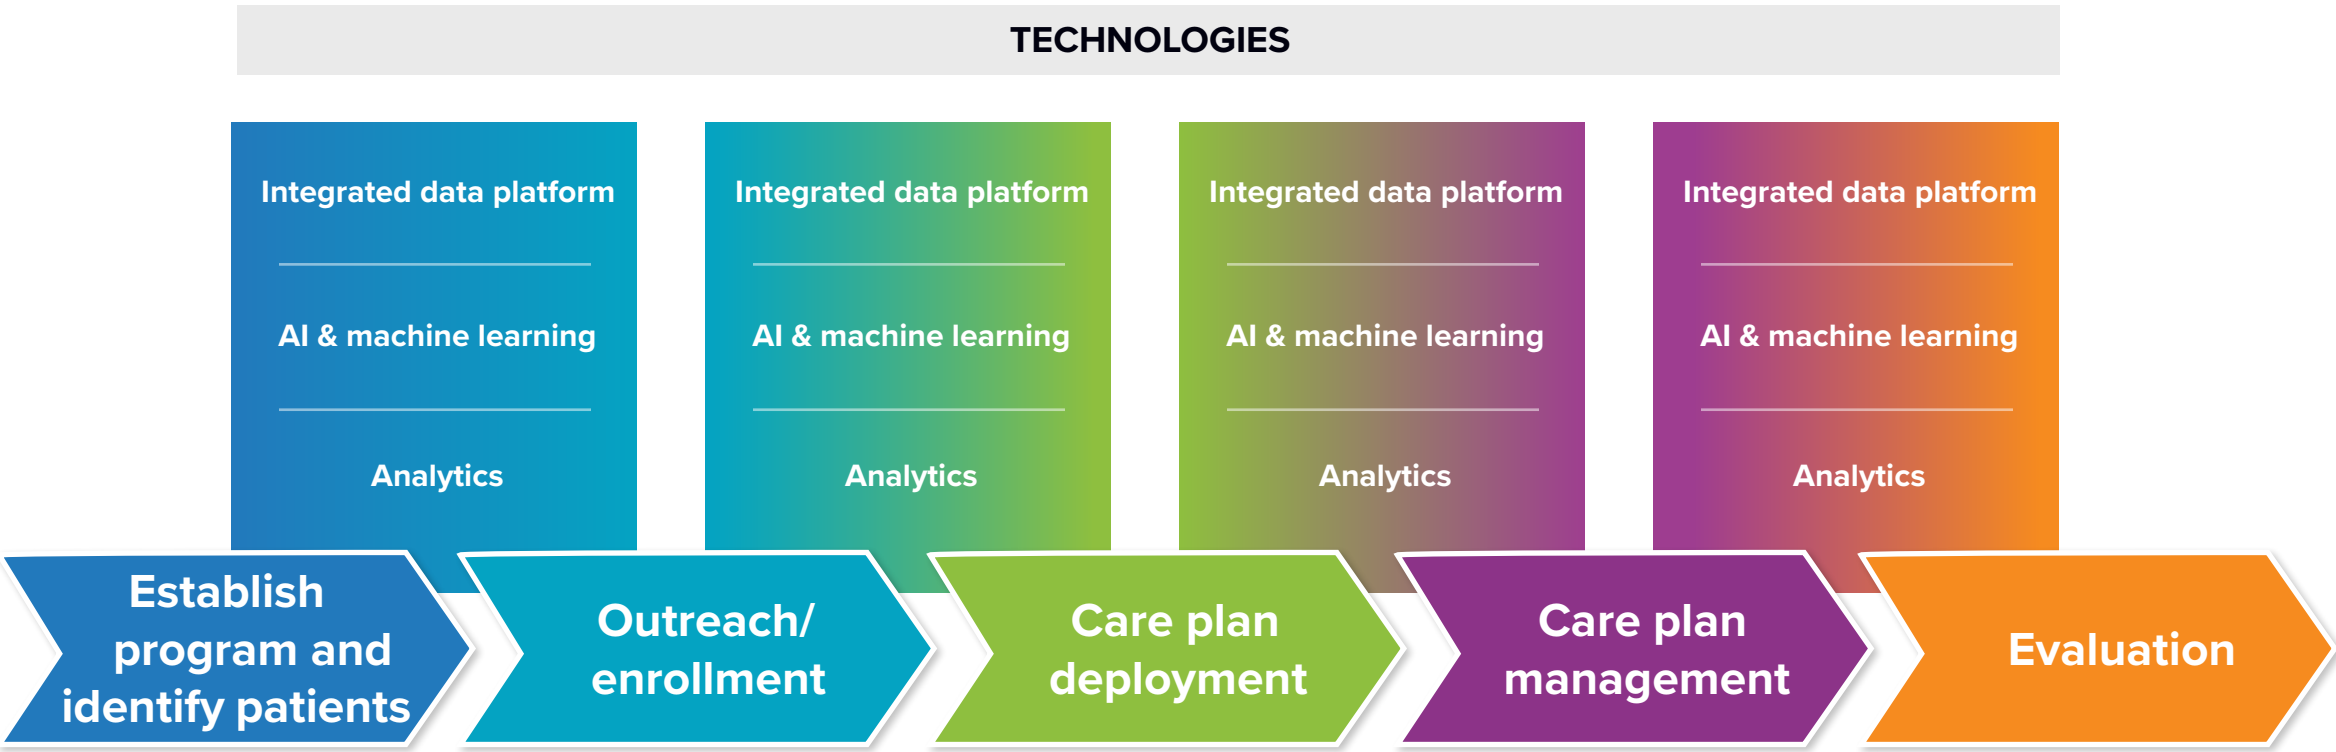 TECHNOLOGIES
Integrated data platform
AI & machine learning
Analytics
Integrated data platform
AI & machine learning
Analytics
Integrated data platform
AI & machine learning
Analytics
Integrated data platform
AI & machine learning
Analytics
Establish
program and
identify patients
Outreach/
enrollment
Care plan
deployment
Care plan
management
Evaluation